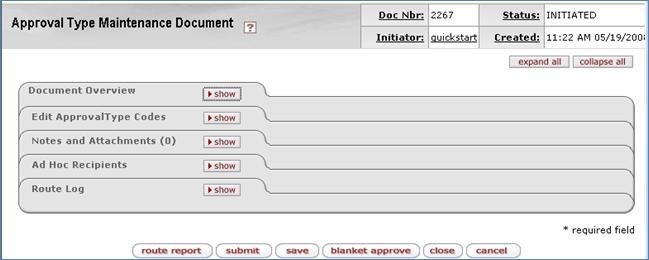 Approval Type Maintenance Document ?
Doc Nbr: 2267 Status: INITIATED
Initiator: quickstart Created: 11:22 AM 05/19/200
expand all collapse all
Document Overview show
Edit ApprovalType Codes show
Notes and Attachments (0) show
Ad Hoc Recipients show
Route Log show
* required field
route report submit save blanket approve close cancel